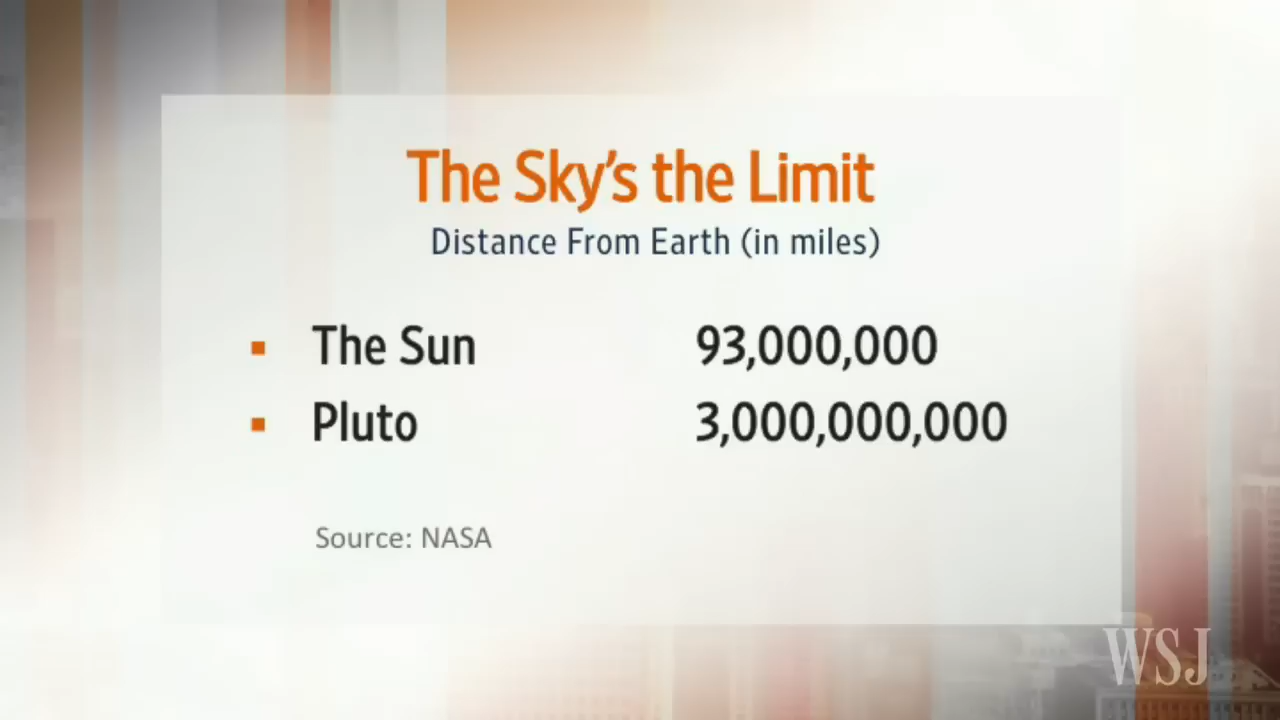 The Sky's the Limit
Distance From Earth (in miles)
▪ The Sun 93,000,000
▪ Pluto 3,000,000,000
Source: NASA
WSJ